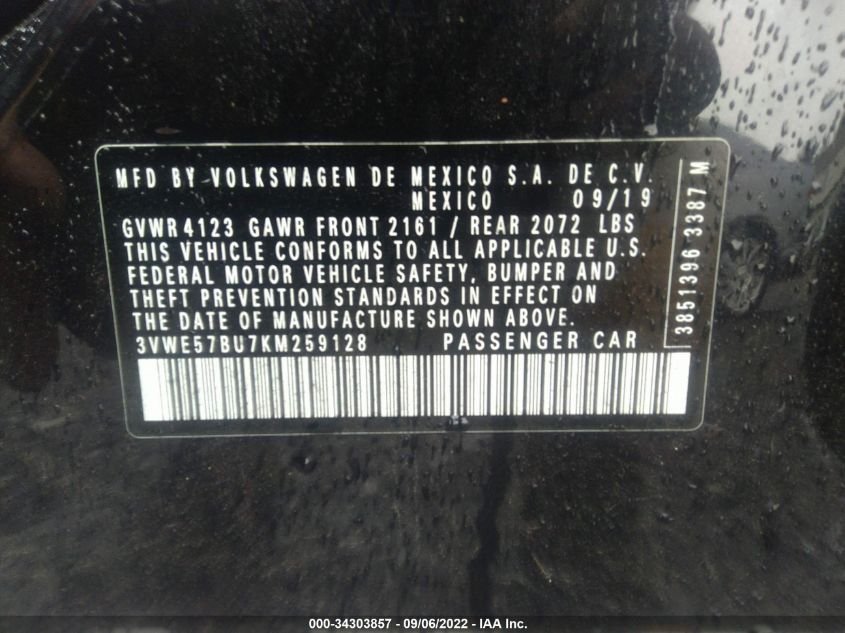 MFD BY VOLKSWAGEN DE MEXICO S.A. DE C.V.
MEXICO 09/19
GVWR 4123 GAWR FRONT 2161 / REAR 2072 LBS
THIS VEHICLE CONFORMS TO ALL APPLICABLE U.S.
FEDERAL MOTOR VEHICLE SAFETY, BUMPER AND
THEFT PREVENTION STANDARDS IN EFFECT ON
THE DATE OF MANUFACTURE SHOWN ABOVE.
3VWE57BU7KM259128 PASSENGER CAR
3851396 3387 M
000-34303857 - 09/06/2022 - IAA Inc.